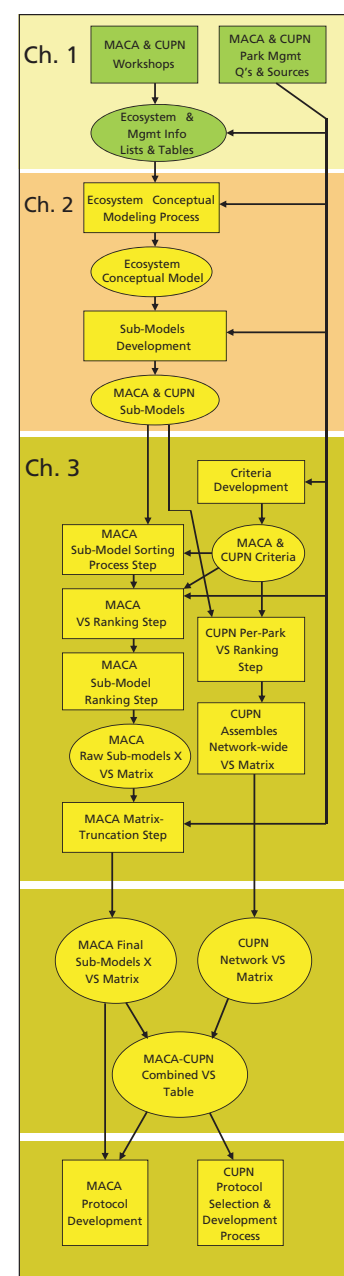 Ch. 1
MACA & CUPN
Workshops
MACA & CUPN
Park Mgmt
Q's & Sources
Ecosystem &
Mgmt Info
Lists & Tables
Ch. 2
Ecosystem Conceptual
Modeling Process
Ecosystem
Conceptual Model
Sub-Models
Development
MACA & CUPN
Sub-Models
Ch. 3
Criteria
Development
MACA
Sub-Model Sorting
Process Step
MACA &
CUPN Criteria
MACA
VS Ranking Step
CUPN Per-Park
VS Ranking
Step
MACA
Sub-Model
Ranking Step
CUPN
Assembles
Network-wide
VS Matrix
MACA
Raw Sub-models X
VS Matrix
MACA Matrix-
Truncation Step
MACA Final
Sub-Models X
VS Matrix
CUPN
Network VS
Matrix
MACA-CUPN
Combined VS
Table
MACA
Protocol
Development
CUPN
Protocol
Selection &
Development
Process